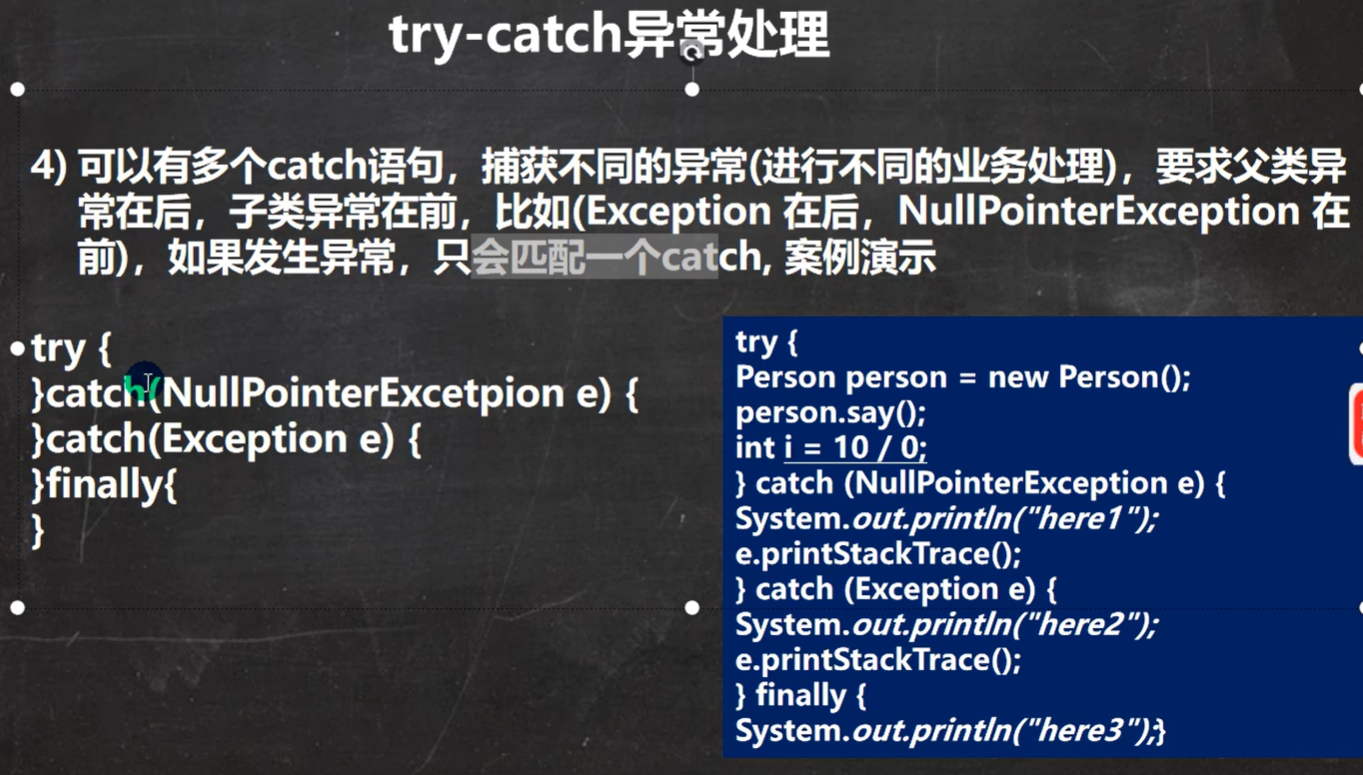 try-catch异常处理
4) 可以有多个catch语句，捕获不同的异常(进行不同的业务处理)，要求父类异
常在后，子类异常在前，比如(Exception 在后，NullPointerException 在
前)，如果发生异常，只会匹配一个catch, 案例演示
try {
}catch(NullPointerExcetpion e) {
}catch(Exception e) {
}finally{
}
try {
Person person = new Person();
person.say();
int i = 10 / 0;
} catch (NullPointerException e) {
System.out.println("here1");
e.printStackTrace();
} catch (Exception e) {
System.out.println("here2");
e.printStackTrace();
} finally {
System.out.println("here3");}